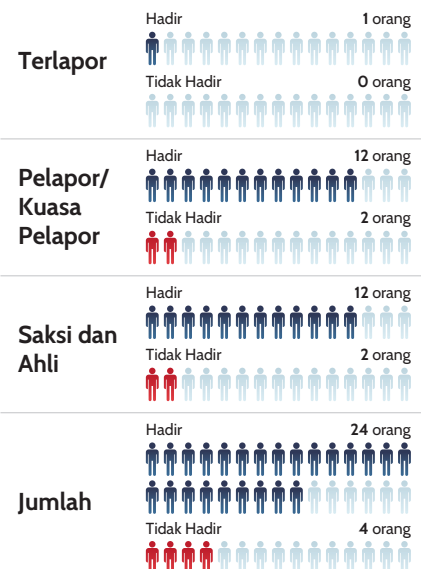 Terlapor
Hadir 1 orang
Tidak Hadir 0 orang
Pelapor/
Kuasa
Pelapor
Hadir 12 orang
Tidak Hadir 2 orang
Saksi dan
Ahli
Hadir 12 orang
Tidak Hadir 2 orang
Jumlah
Hadir 24 orang
Tidak Hadir 4 orang